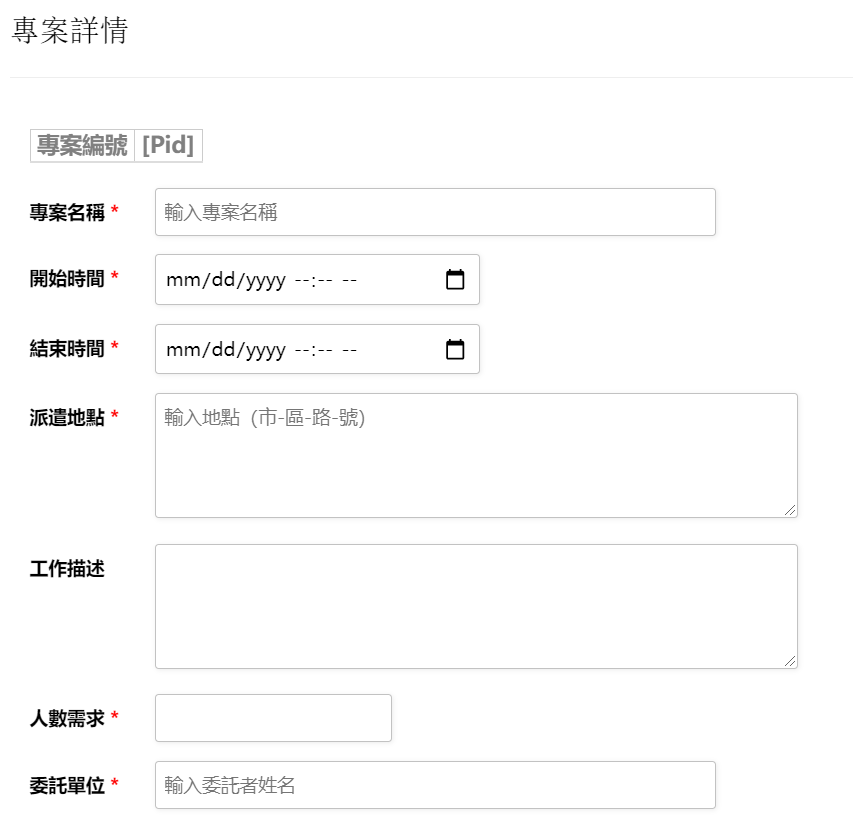 專案詳情
專案編號 [Pid]
專案名稱 * 輸入專案名稱
開始時間 * mm/dd/yyyy --:-- --
結束時間 * mm/dd/yyyy --:-- --
派遣地點 * 輸入地點 (市-區-路-號)
工作描述
人數需求 *
委託單位 * 輸入委託者姓名